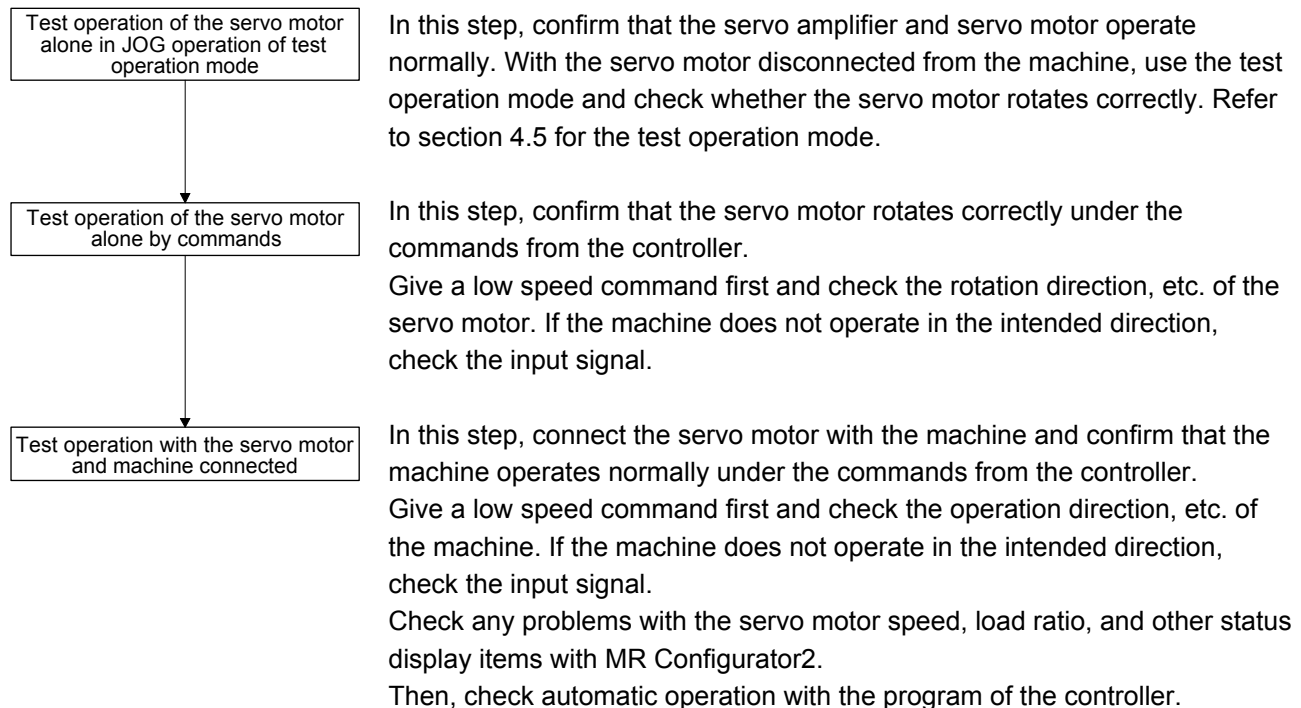 Test operation of the servo motor
alone in JOG operation of test
operation mode
In this step, confirm that the servo amplifier and servo motor operate
normally. With the servo motor disconnected from the machine, use the test
operation mode and check whether the servo motor rotates correctly. Refer
to section 4.5 for the test operation mode.
Test operation of the servo motor
alone by commands
In this step, confirm that the servo motor rotates correctly under the
commands from the controller.
Give a low speed command first and check the rotation direction, etc. of the
servo motor. If the machine does not operate in the intended direction,
check the input signal.
Test operation with the servo motor
and machine connected
In this step, connect the servo motor with the machine and confirm that the
machine operates normally under the commands from the controller.
Give a low speed command first and check the operation direction, etc. of
the machine. If the machine does not operate in the intended direction,
check the input signal.
Check any problems with the servo motor speed, load ratio, and other status
display items with MR Configurator2.
Then, check automatic operation with the program of the controller.